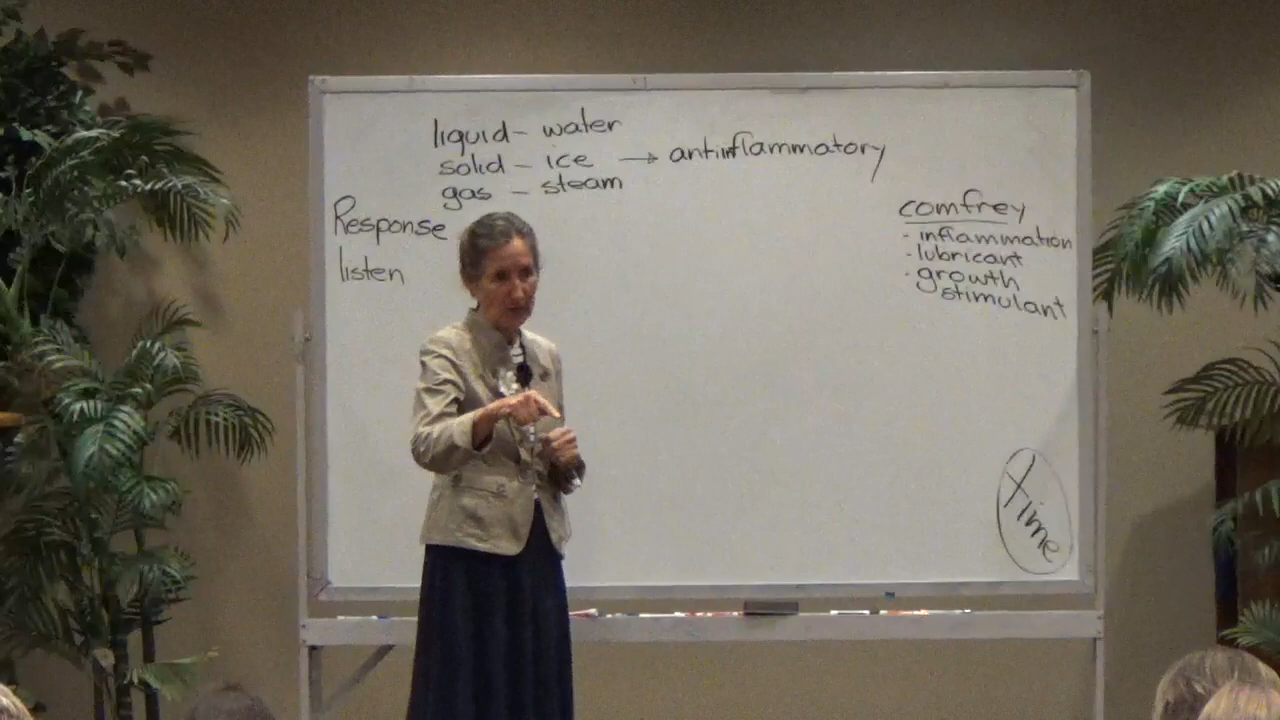 liquid - water
solid - ice → antiinflammatory
gas - steam
Response
listen
comfrey
· inflammation
· lubricant
· growth
stimulant
time